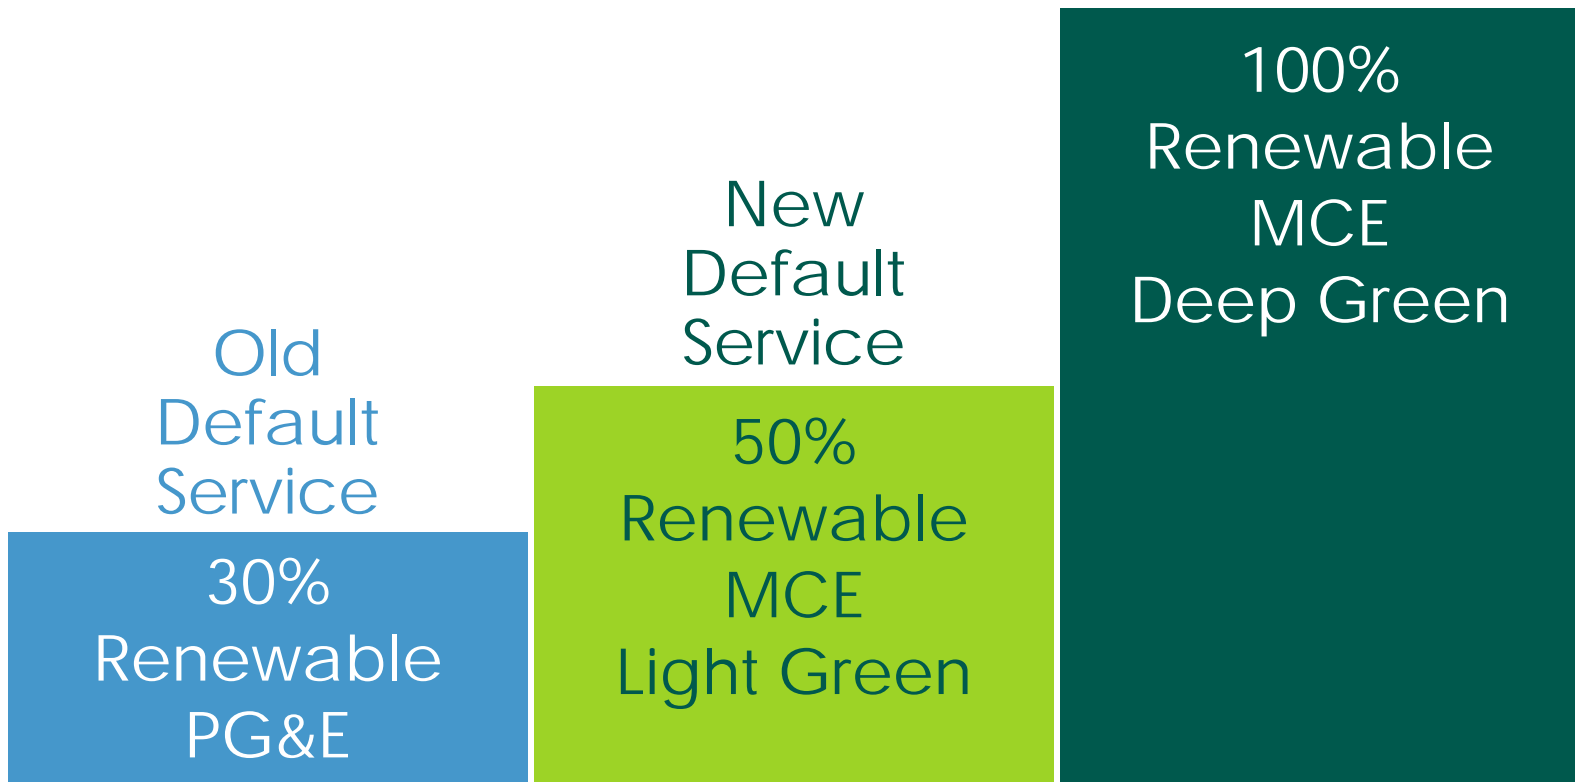 Old
Default
Service
30%
Renewable
PG&E
New
Default
Service
50%
Renewable
MCE
Light Green
100%
Renewable
MCE
Deep Green